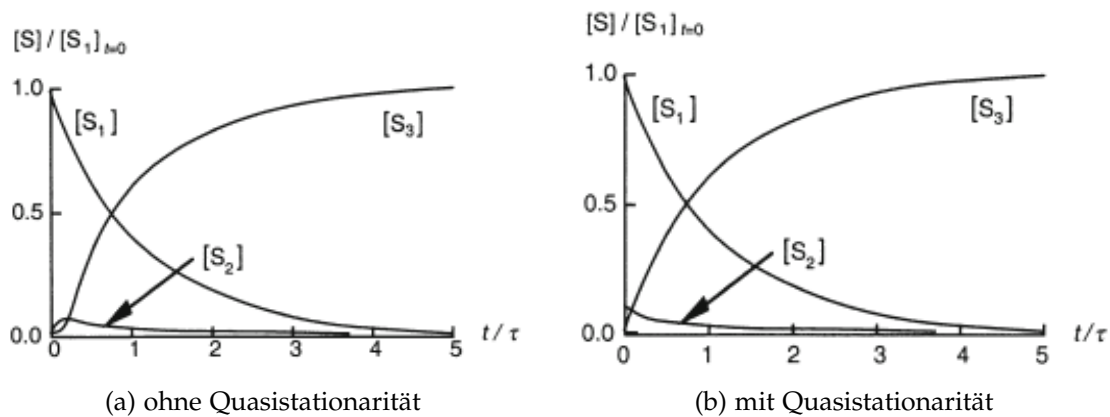 [S] / [S₁]ₜ₌₀
1.0
[S₁]
[S₃]
0.5
[S₂]
0.0
0 1 2 3 4 5 t/τ
(a) ohne Quasistationarität
[S] / [S₁]ₜ₌₀
1.0
[S₁]
[S₃]
0.5
[S₂]
0.0
0 1 2 3 4 5 t/τ
(b) mit Quasistationarität